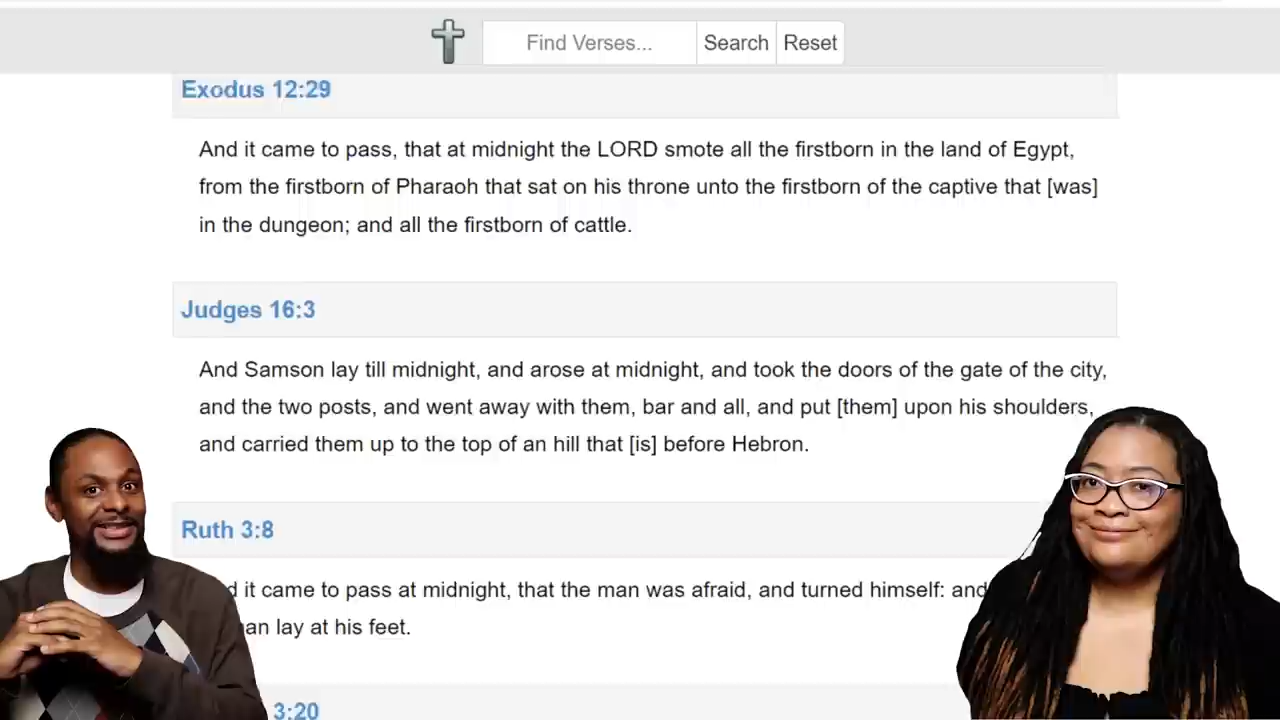 Find Verses...
Search
Reset
Exodus 12:29
And it came to pass, that at midnight the LORD smote all the firstborn in the land of Egypt,
from the firstborn of Pharaoh that sat on his throne unto the firstborn of the captive that [was]
in the dungeon; and all the firstborn of cattle.
Judges 16:3
And Samson lay till midnight, and arose at midnight, and took the doors of the gate of the city,
and the two posts, and went away with them, bar and all, and put [them] upon his shoulders,
and carried them up to the top of an hill that [is] before Hebron.
Ruth 3:8
it came to pass at midnight, that the man was afraid, and turned himself: and
lay at his feet.
3:20